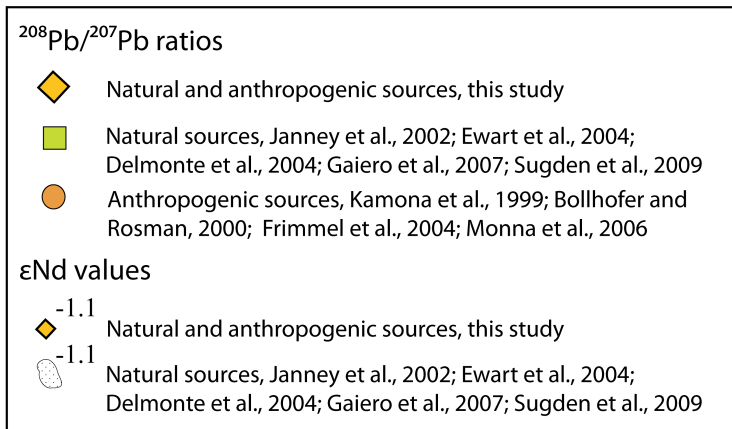 ²⁰⁸Pb/²⁰⁷Pb ratios
Natural and anthropogenic sources, this study
Natural sources, Janney et al., 2002; Ewart et al., 2004;
Delmonte et al., 2004; Gaiero et al., 2007; Sugden et al., 2009
Anthropogenic sources, Kamona et al., 1999; Bollhofer and
Rosman, 2000; Frimmel et al., 2004; Monna et al., 2006
εNd values
-1.1
Natural and anthropogenic sources, this study
-1.1
Natural sources, Janney et al., 2002; Ewart et al., 2004;
Delmonte et al., 2004; Gaiero et al., 2007; Sugden et al., 2009